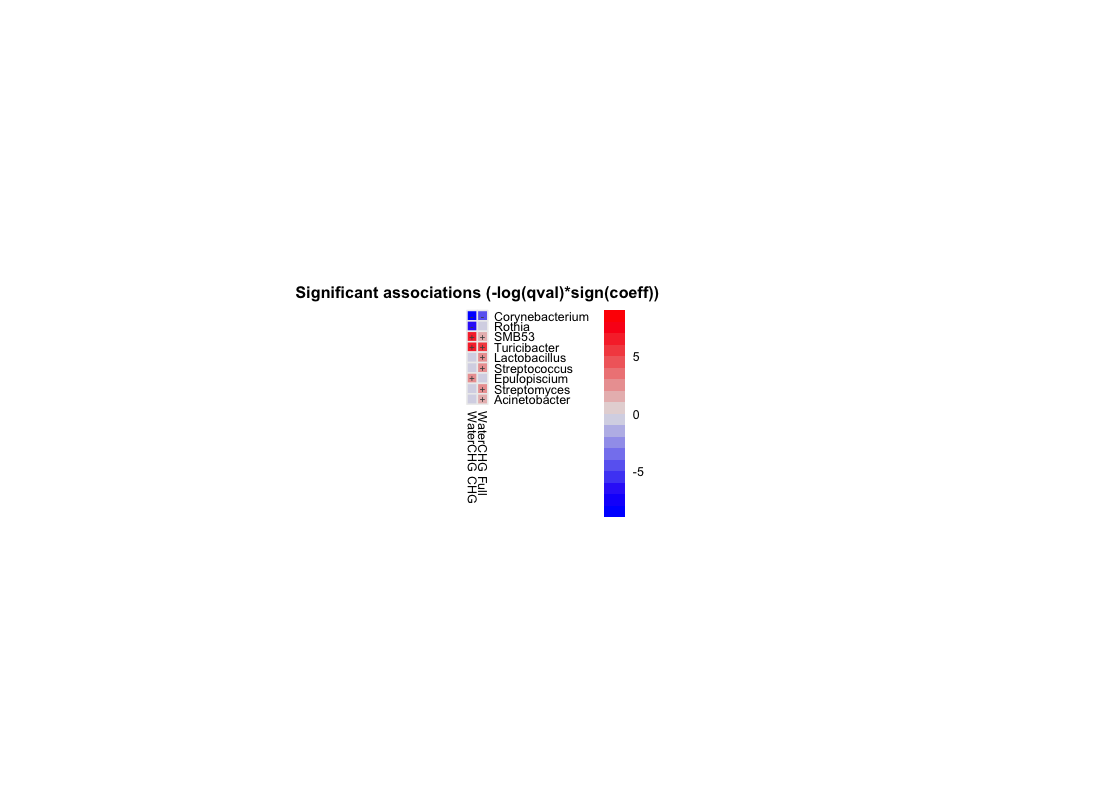 Significant associations (-log(qval)*sign(coeff))
Corynebacterium
Rothia
SMB53
Turicibacter
Lactobacillus
Streptococcus
Epulopiscium
Streptomyces
Acinetobacter
WaterCHG CHG
WaterCHG Full
5
0
-5